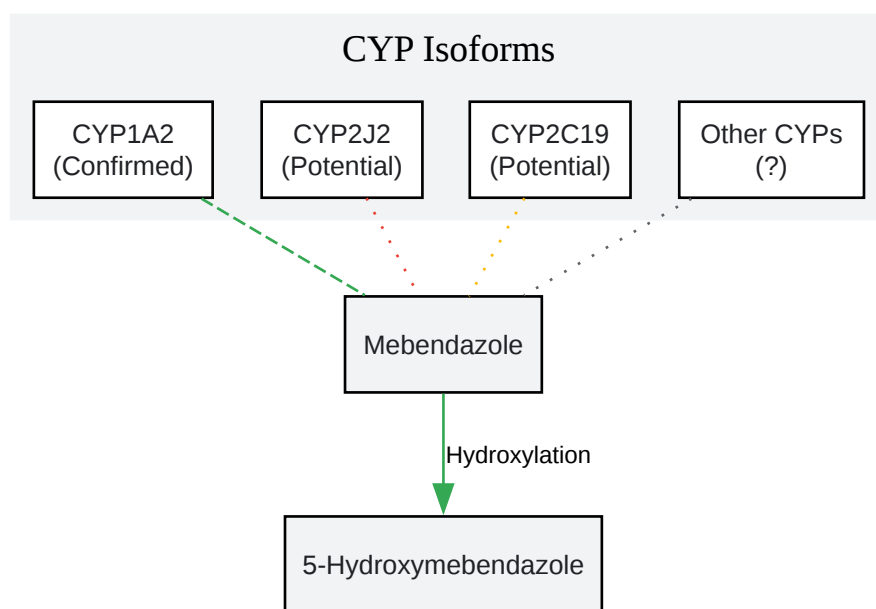 CYP Isoforms
CYP1A2
(Confirmed)
CYP2J2
(Potential)
CYP2C19
(Potential)
Other CYPs
(?)
Mebendazole
Hydroxylation
5-Hydroxymebendazole